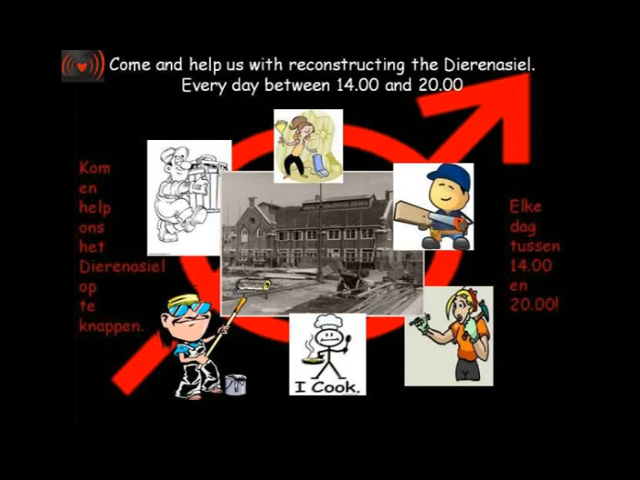 Come and help us with reconstructing the Dierenasiel.
Every day between 14.00 and 20.00
Kom
en
help
ons
het
Dierenasiel
op
te
knappen.
Elke
dag
tussen
14.00
en
20.00!
I Cook.